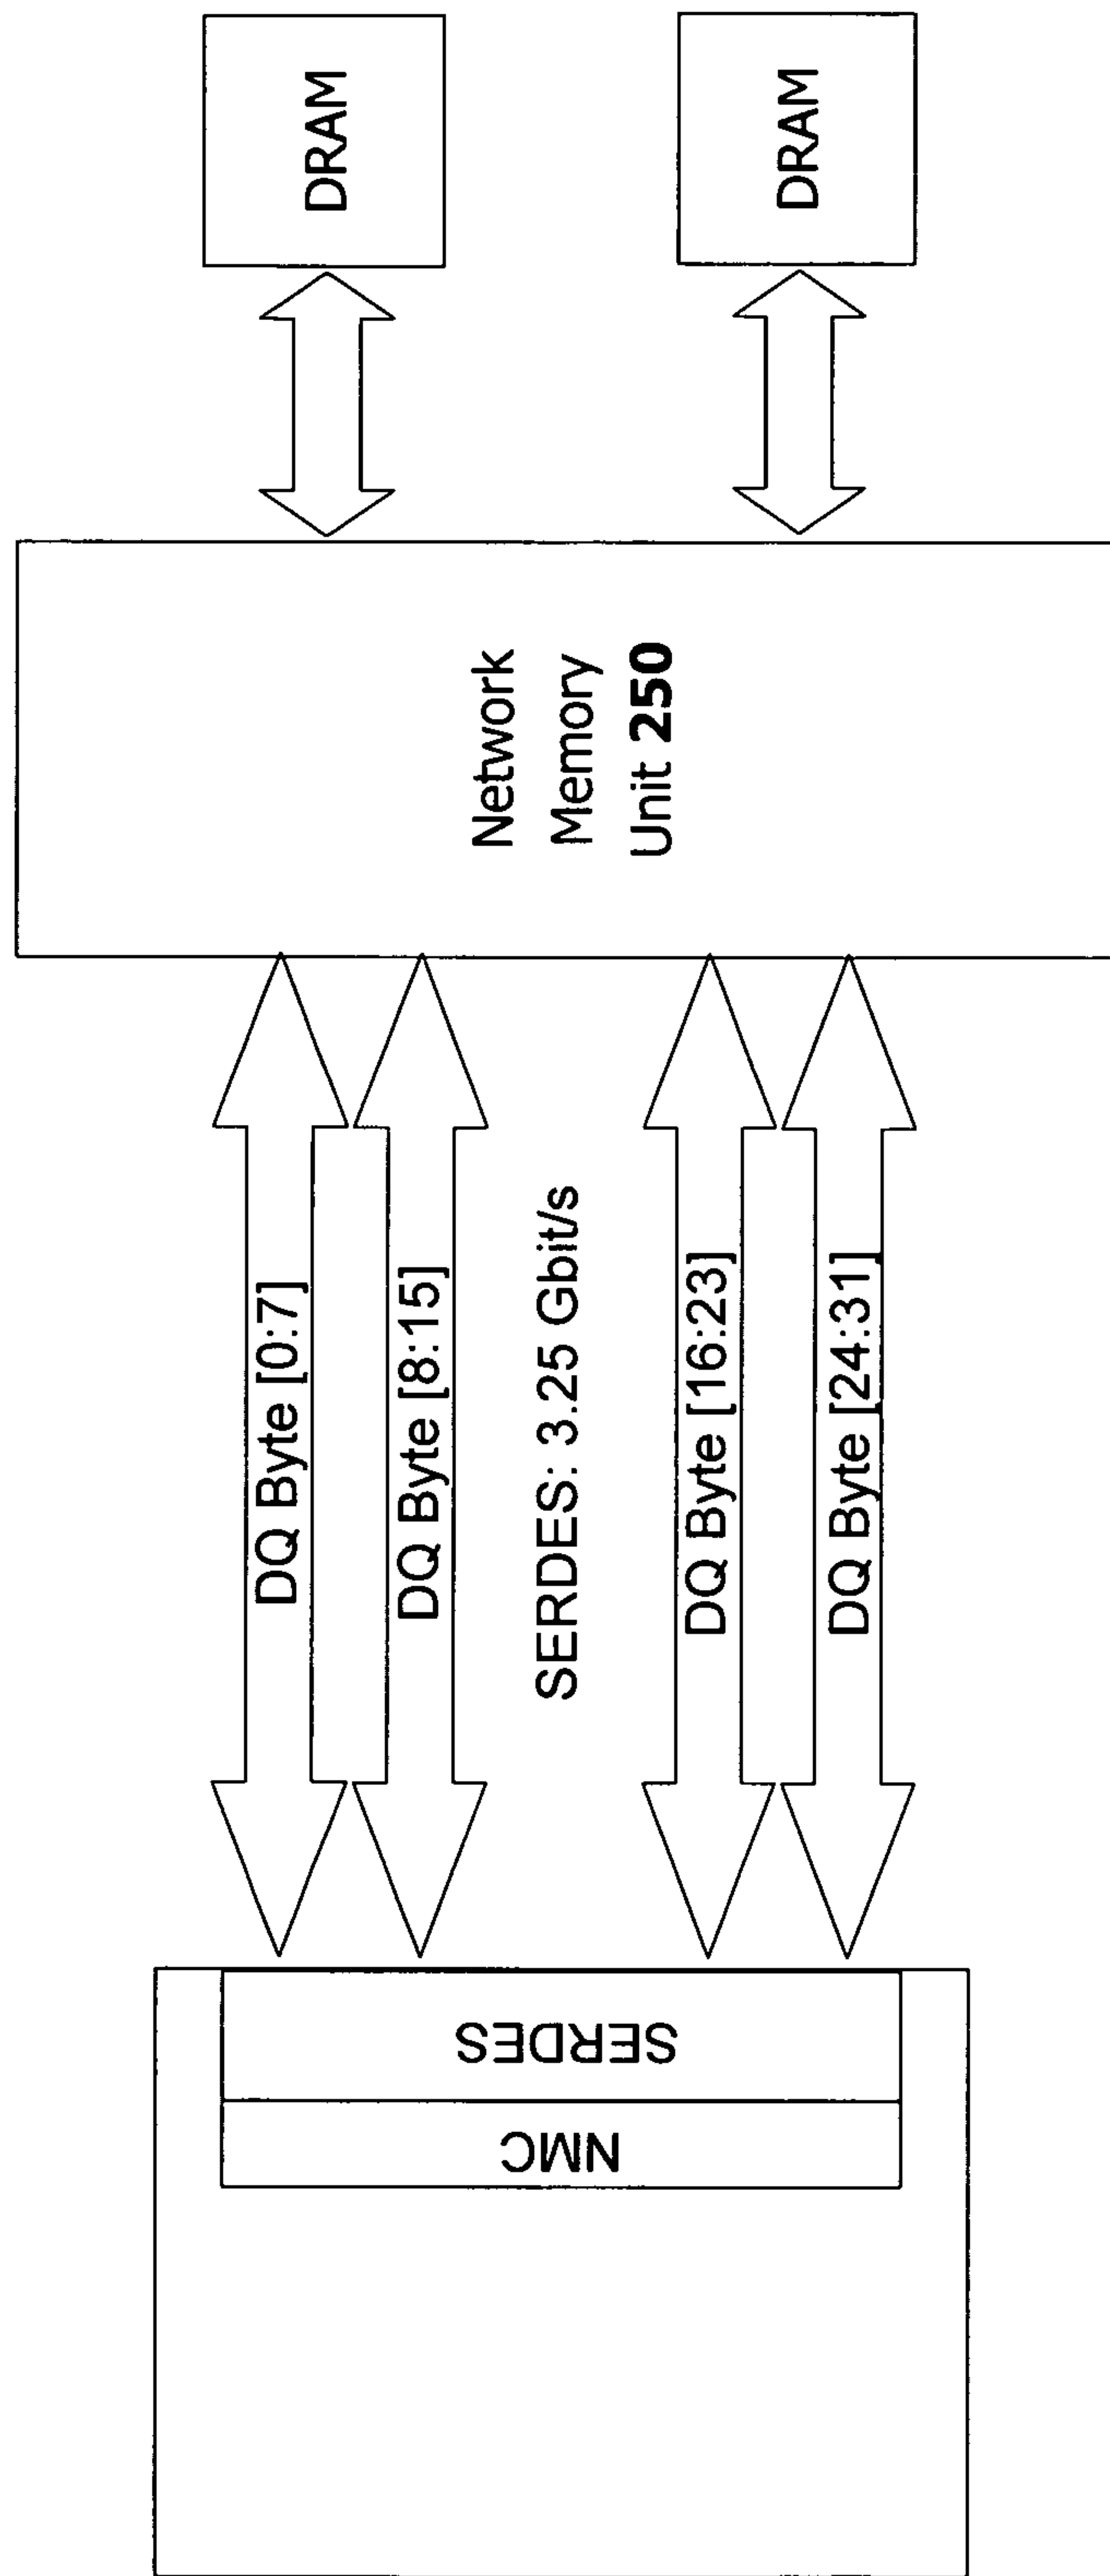 DRAM
DRAM
Network
Memory
Unit 250
DQ Byte [0:7]
DQ Byte [8:15]
SERDES: 3.25 Gbit/s
DQ Byte [16:23]
DQ Byte [24:31]
SERDES
NMC